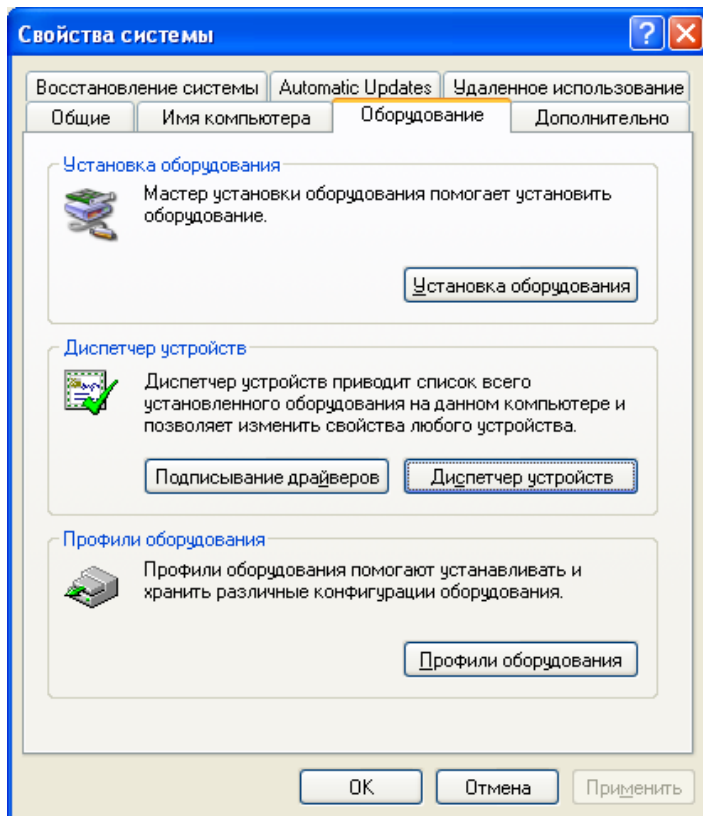 Свойства системы
Восстановление системы Automatic Updates Удаленное использование
Общие Имя компьютера Оборудование Дополнительно
Установка оборудования
Мастер установки оборудования помогает установить
оборудование.
Установка оборудования
Диспетчер устройств
Диспетчер устройств приводит список всего
установленного оборудования на данном компьютере и
позволяет изменить свойства любого устройства.
Подписывание драйверов Диспетчер устройств
Профили оборудования
Профили оборудования помогают устанавливать и
хранить различные конфигурации оборудования.
Профили оборудования
OK Отмена Применить